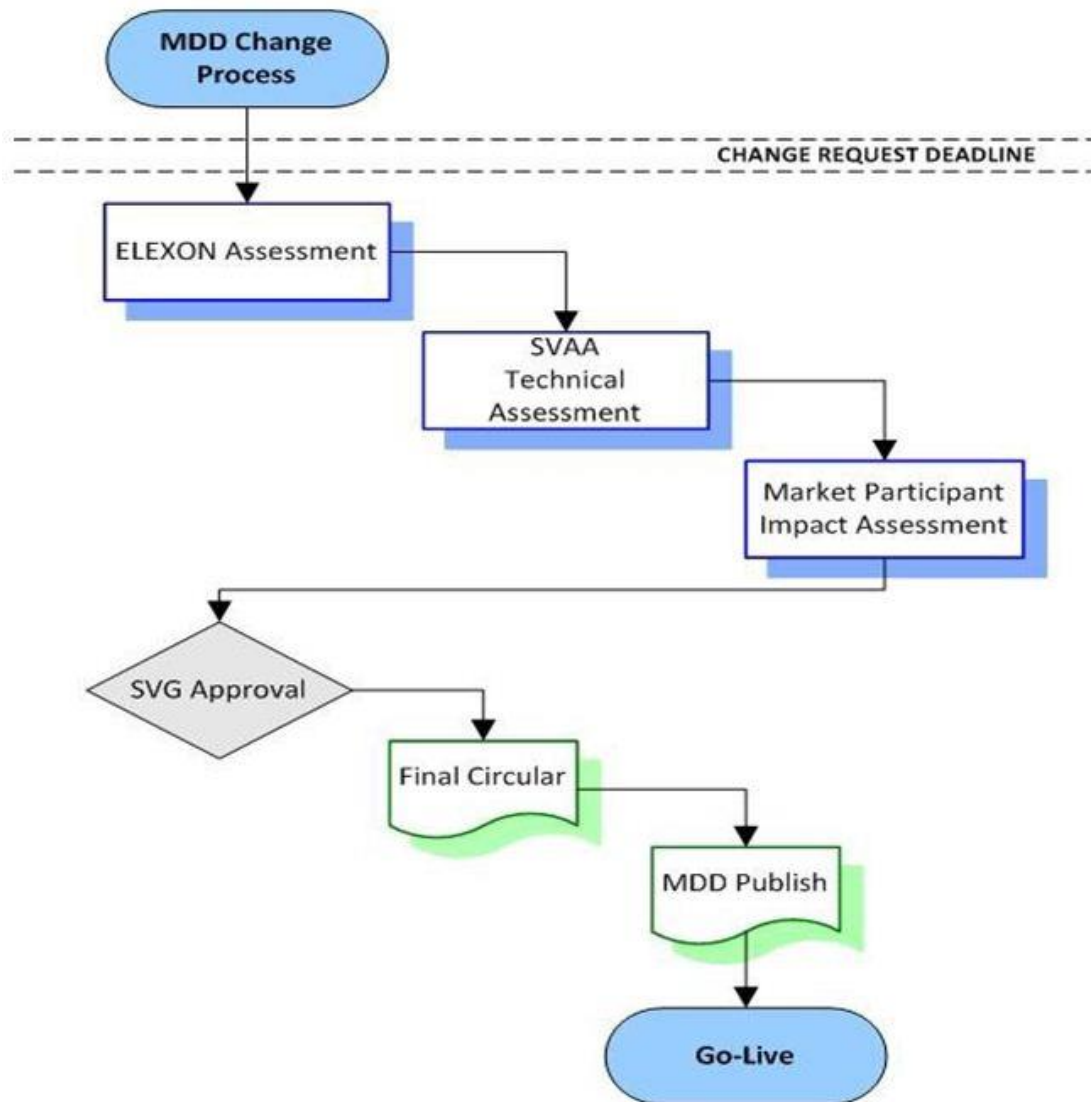 MDD Change
Process
CHANGE REQUEST DEADLINE
ELEXON Assessment
SVAA
Technical
Assessment
Market Participant
Impact Assessment
SVG Approval
Final Circular
MDD Publish
Go-Live